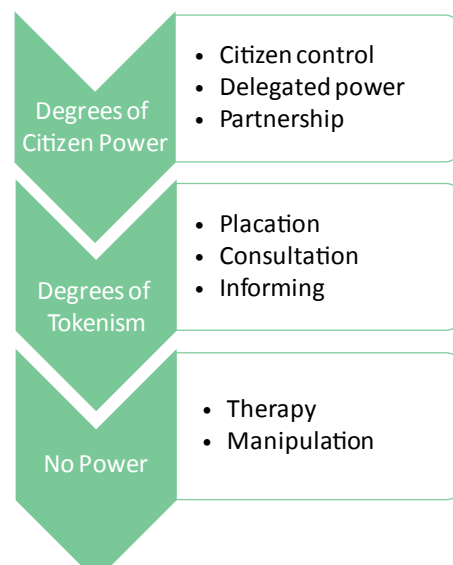 Degrees of
Citizen Power
• Citizen control
• Delegated power
• Partnership
Degrees of
Tokenism
• Placation
• Consultation
• Informing
No Power
• Therapy
• Manipulation